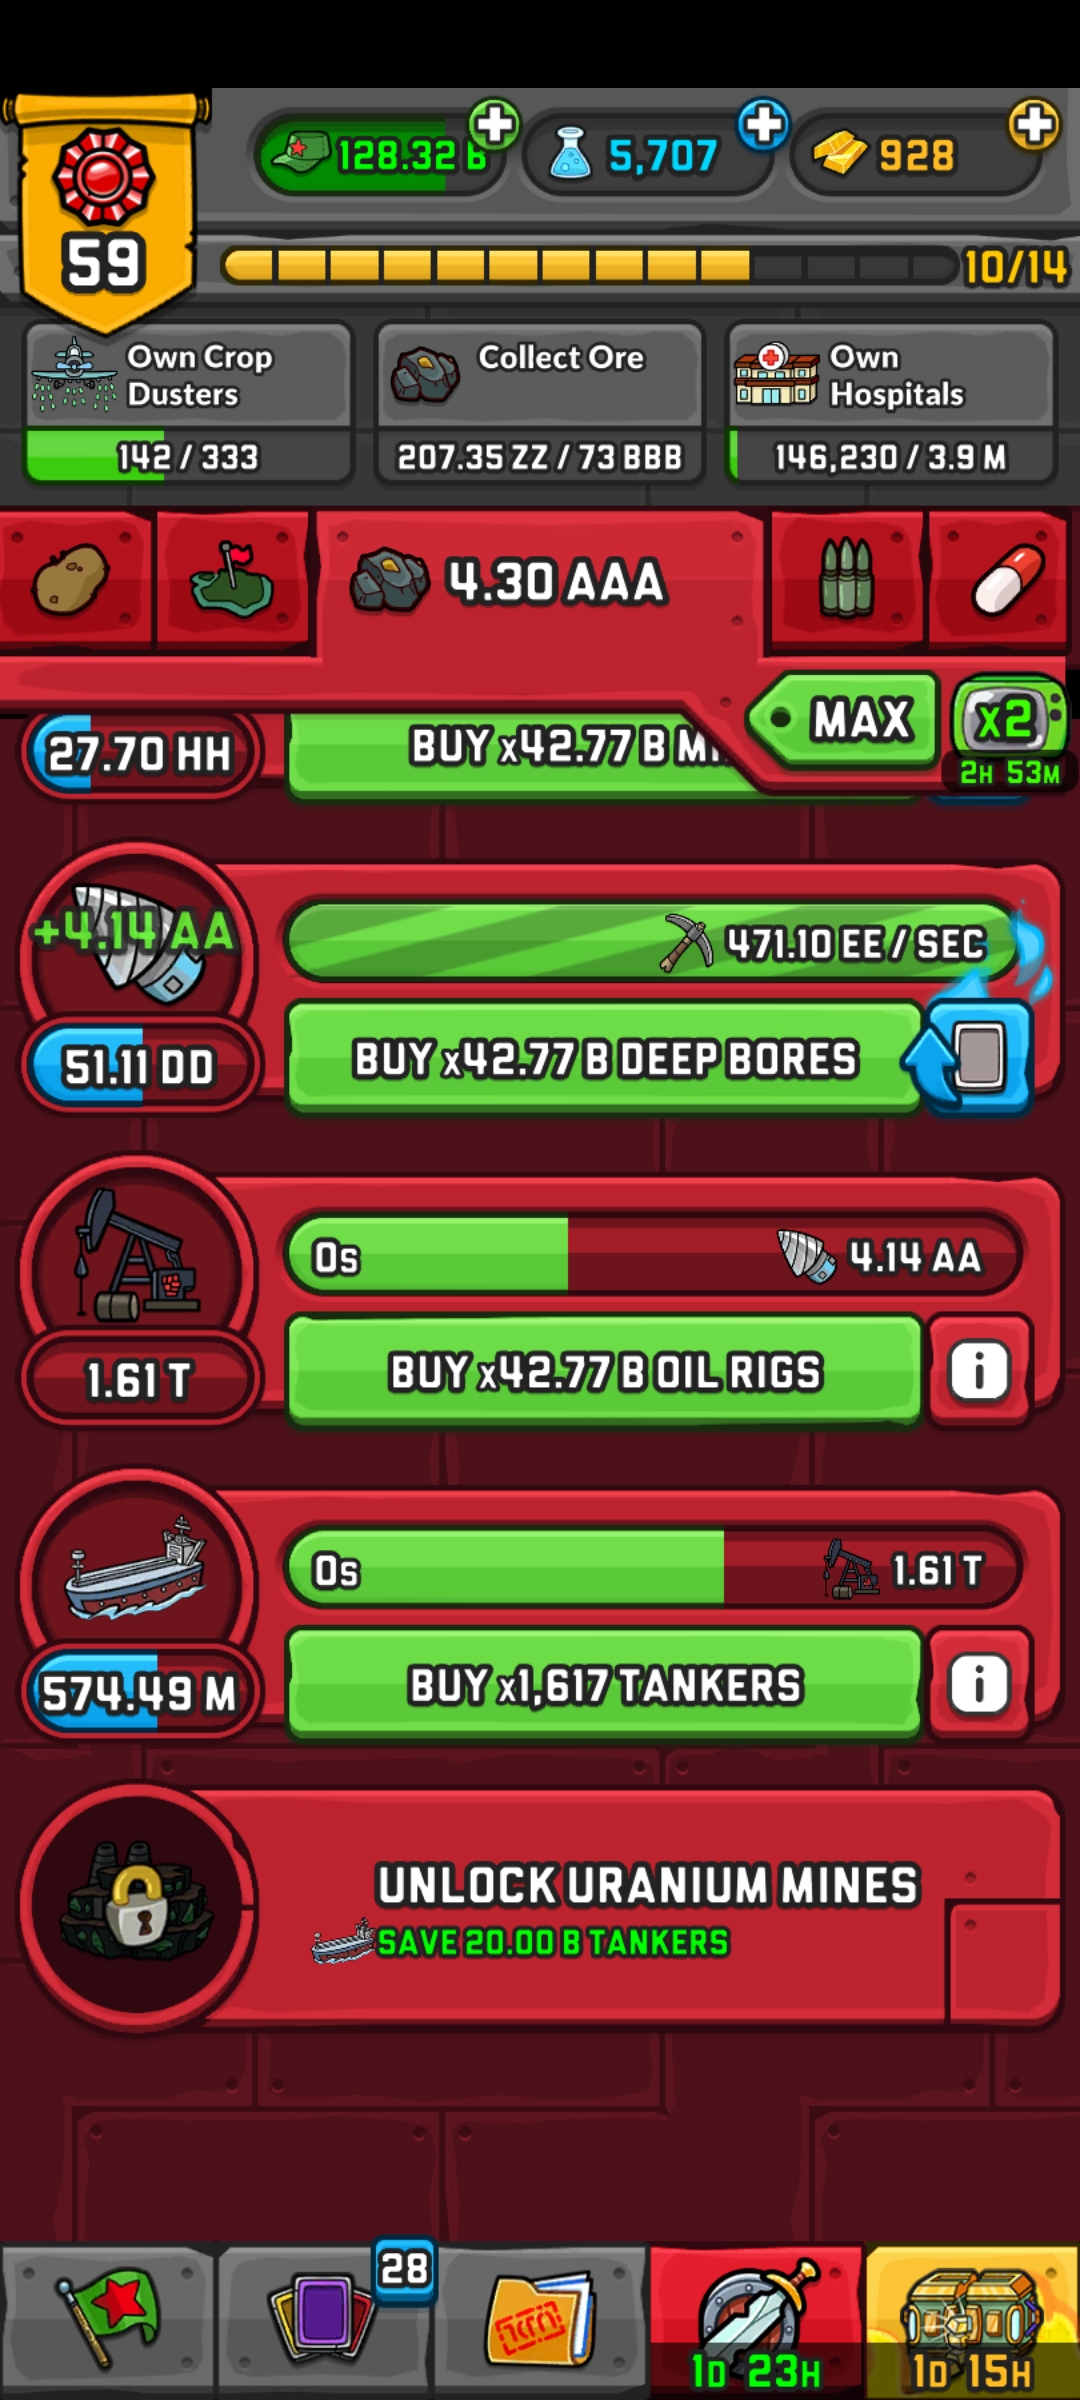 128.32 B
5,707
928
59
10/14
Own Crop
Dusters
142 / 333
Collect Ore
207.35 ZZ / 73 BBB
Own
Hospitals
146,230 / 3.9 M
4.30 AAA
MAX
x2
2H 53M
27.70 HH
BUY x42.77 B
+4.14 AA
471.10 EE / SEC
51.11 DD
BUY x42.77 B DEEP BORES
0s
4.14 AA
1.61 T
BUY x42.77 B OIL RIGS
i
0s
1.61 T
574.49 M
BUY x1,617 TANKERS
i
UNLOCK URANIUM MINES
SAVE 20.00 B TANKERS
28
1D 23H
1D 15H